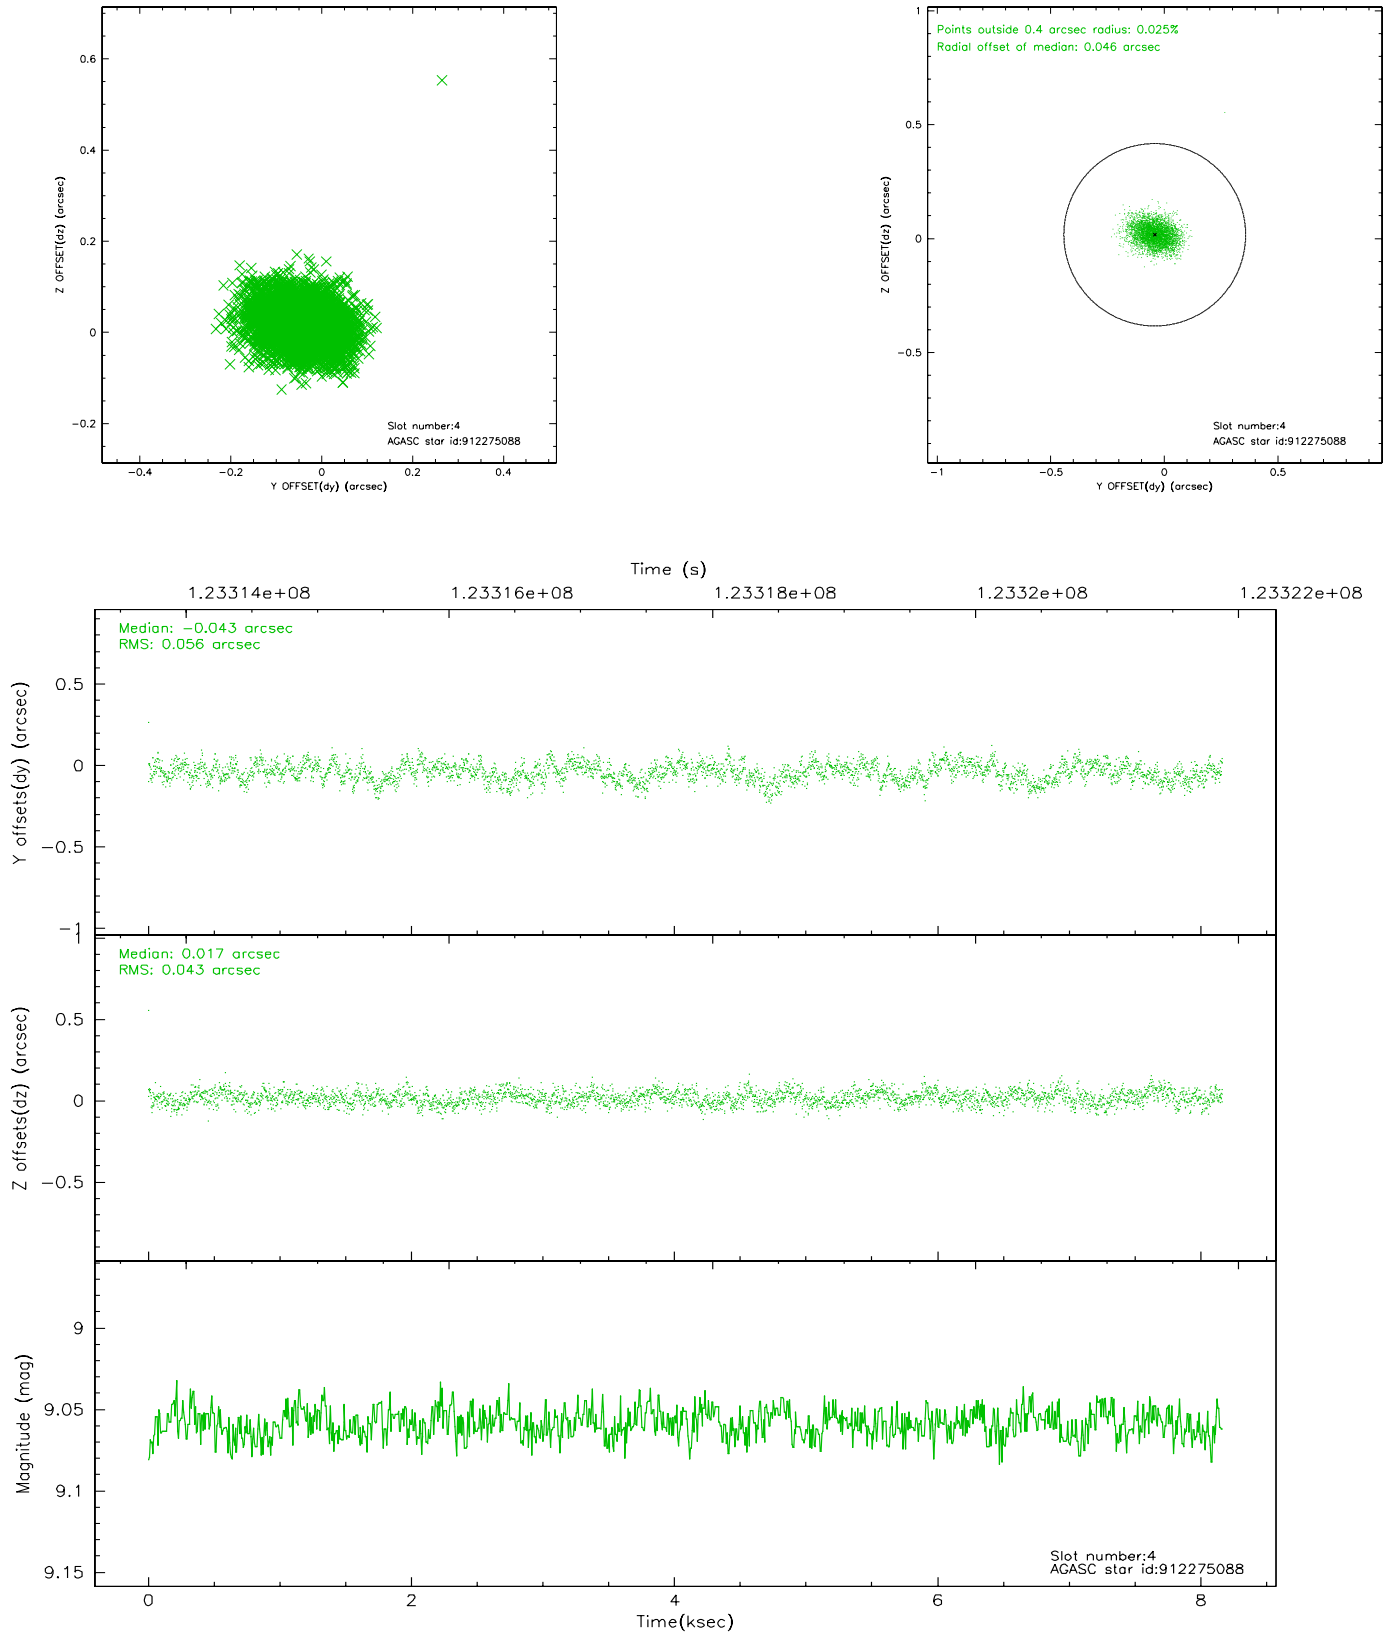 0.6
0.4
0.2
0
−0.2
Z OFFSET(dz) (arcsec)
Slot number:4
AGASC star id:912275088
−0.4
−0.2
0
0.2
0.4
Y OFFSET(dy) (arcsec)
Points outside 0.4 arcsec radius: 0.025%
Radial offset of median: 0.046 arcsec
1
0.5
0
−0.5
Z OFFSET(dz) (arcsec)
Slot number:4
AGASC star id:912275088
−1
−0.5
0
0.5
Y OFFSET(dy) (arcsec)
Time (s)
1.23314e+08
1.23316e+08
1.23318e+08
1.2332e+08
1.23322e+08
Median: −0.043 arcsec
RMS: 0.056 arcsec
0.5
0
−0.5
−1
Y offsets(dy) (arcsec)
Median: 0.017 arcsec
RMS: 0.043 arcsec
1
0.5
0
−0.5
Z offsets(dz) (arcsec)
9
9.05
9.1
9.15
Magnitude (mag)
Slot number:4
AGASC star id:912275088
0
2
4
6
8
Time(ksec)